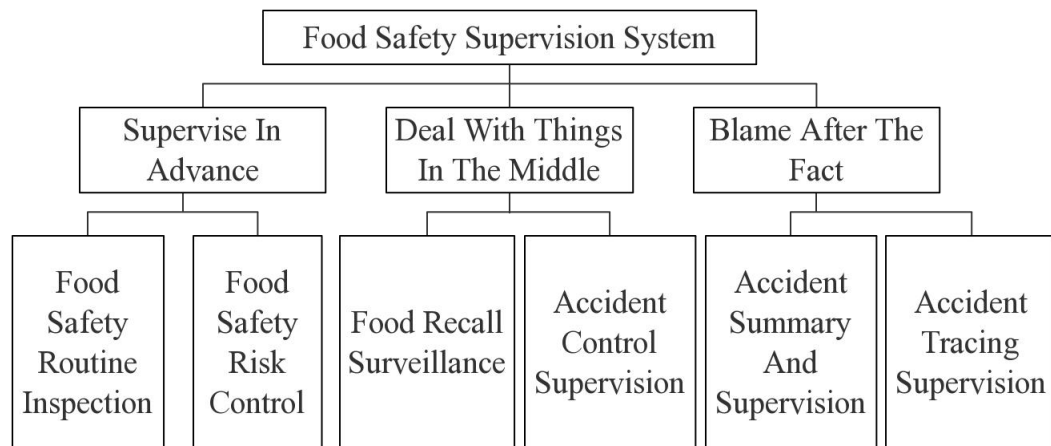 Food Safety Supervision System
Supervise In
Advance
Deal With Things
In The Middle
Blame After The
Fact
Food
Safety
Routine
Inspection
Food
Safety
Risk
Control
Food Recall
Surveillance
Accident
Control
Supervision
Accident
Summary
And
Supervision
Accident
Tracing
Supervision